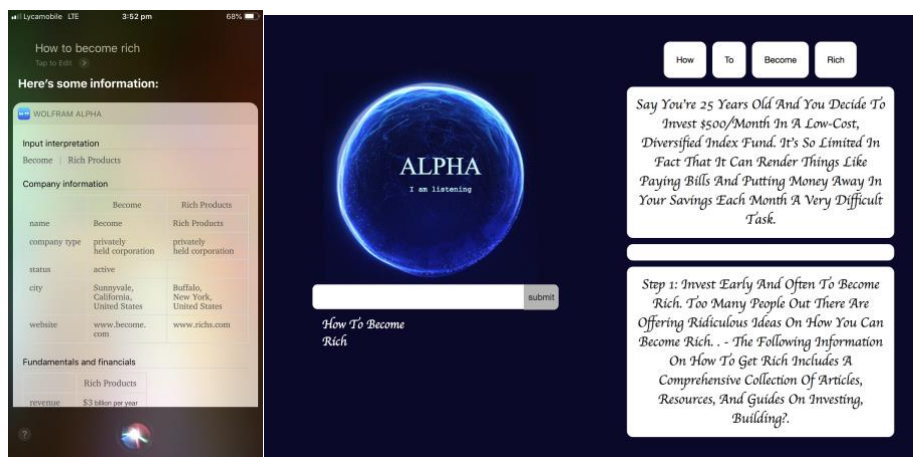 Lycamobile LTE 3:52 pm 68%
How to become rich
Tap to Edit
Here's some information:
WOLFRAM ALPHA
Input interpretation
Become | Rich Products
Company information
Become Rich Products
name Become Rich Products
company type privately held corporation privately held corporation
status active
city Sunnyvale, California, United States Buffalo, New York, United States
website www.become.com www.richs.com
Fundamentals and financials
Rich Products
revenue $3 billion per year
?
ALPHA
I am listening
submit
How To Become
Rich
How To Become Rich
Say You're 25 Years Old And You Decide To
Invest $500/Month In A Low-Cost,
Diversified Index Fund. It's So Limited In
Fact That It Can Render Things Like
Paying Bills And Putting Money Away In
Your Savings Each Month A Very Difficult
Task.
Step 1: Invest Early And Often To Become
Rich. Too Many People Out There Are
Offering Ridiculous Ideas On How You Can
Become Rich. . - The Following Information
On How To Get Rich Includes A
Comprehensive Collection Of Articles,
Resources, And Guides On Investing,
Building?.